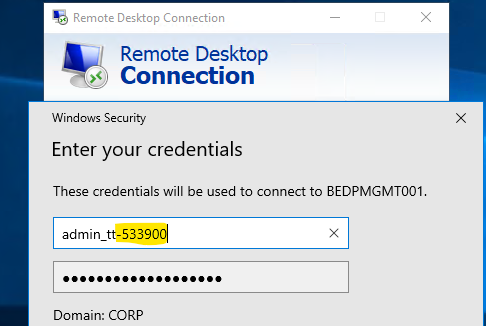 Remote Desktop Connection
Remote Desktop
Connection
Windows Security
Enter your credentials
These credentials will be used to connect to BEDPMGMT001.
admin_tt-533900
●●●●●●●●●●●●●●●●●●●
Domain: CORP